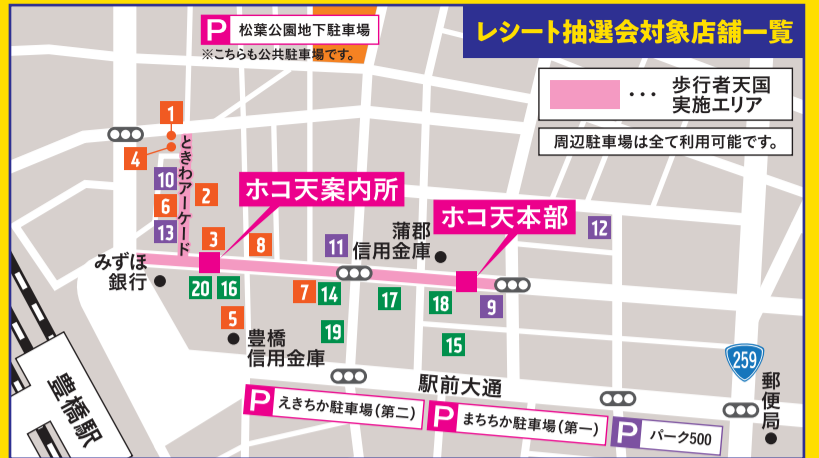 P 松葉公園地下駐車場
※こちらも公共駐車場です。
レシート抽選会対象店舗一覧
･･･ 歩行者天国
実施エリア
周辺駐車場は全て利用可能です。
1
4
ときわアーケード
10
2
6
13
3
8
ホコ天案内所
11
蒲郡
信用金庫
ホコ天本部
12
みずほ
銀行
20
16
7
14
17
18
9
5
19
15
豊橋
信用金庫
駅前大通
259
郵便局
豊橋駅
P えきちか駐車場(第二)
P まちちか駐車場(第一)
P パーク500